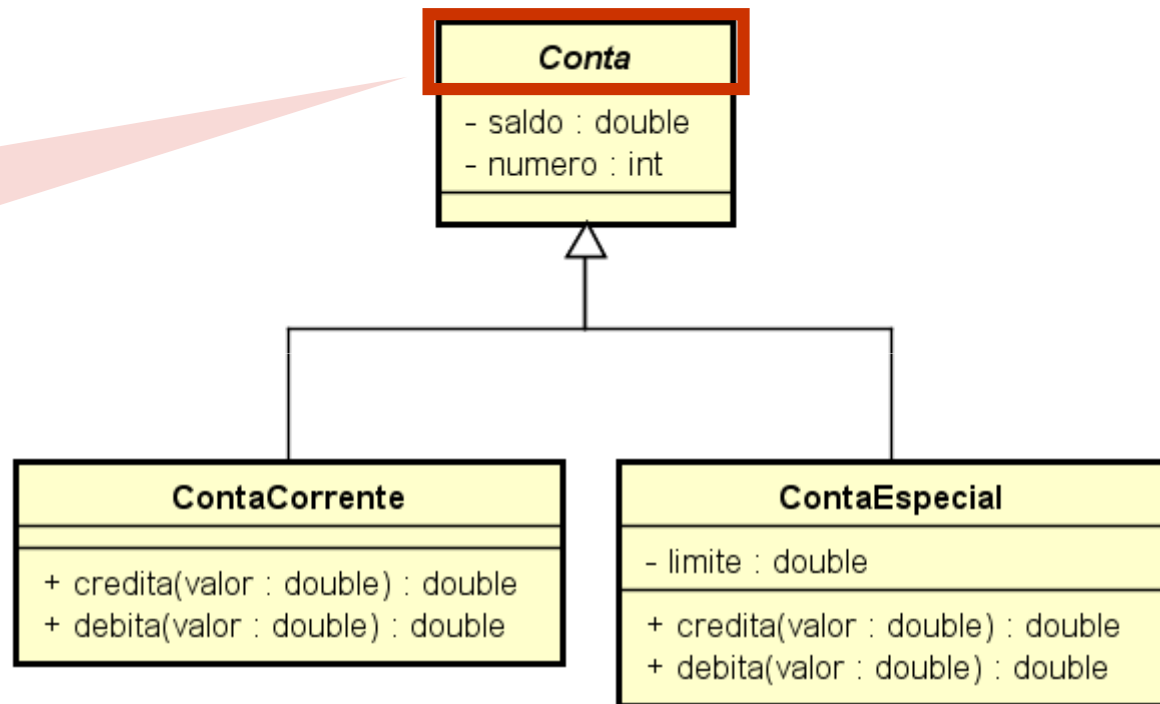 Conta
- saldo : double
- numero : int
ContaCorrente
+ credita(valor : double) : double
+ debita(valor : double) : double
ContaEspecial
- limite : double
+ credita(valor : double) : double
+ debita(valor : double) : double